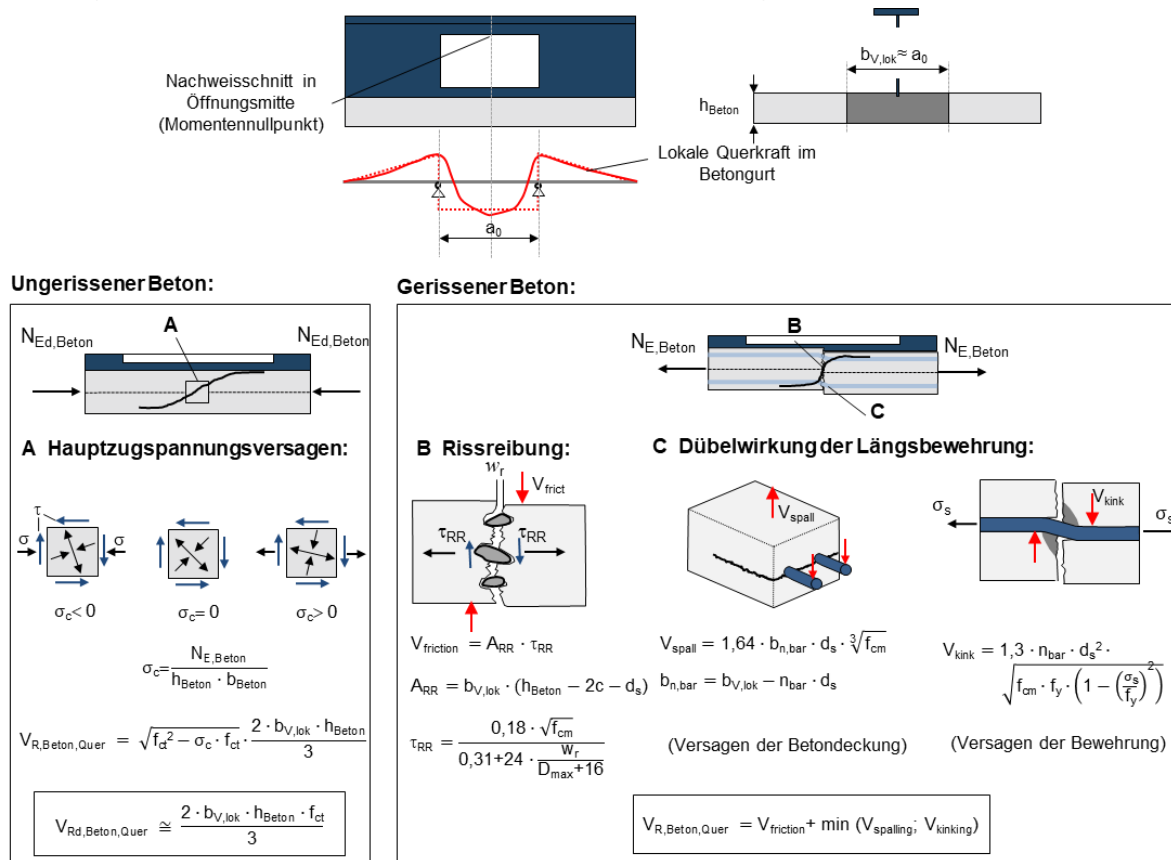 Nachweisschnitt in
Öffnungsmitte
(Momentennullpunkt)
b_V,lok ≈ a_0
h_Beton
Lokale Querkraft im
Betongurt
a_0
Ungerissener Beton:
A
N_Ed,Beton
N_Ed,Beton
A Hauptzugspannungsversagen:
τ
σ
σ
σ_c < 0
σ_c = 0
σ_c > 0
σ_c = N_E,Beton / (h_Beton · b_Beton)
V_R,Beton,Quer = √(f_ct² − σ_c · f_ct) · (2 · b_V,lok · h_Beton) / 3
V_Rd,Beton,Quer ≅ (2 · b_V,lok · h_Beton · f_ct) / 3
Gerissener Beton:
B
N_E,Beton
N_E,Beton
C
B Rissreibung:
w_r
V_frict
τ_RR
τ_RR
V_friction = A_RR · τ_RR
A_RR = b_V,lok · (h_Beton − 2c − d_s)
τ_RR = (0,18 · √f_cm) / (0,31+24 · w_r / (D_max+16))
C Dübelwirkung der Längsbewehrung:
V_spall
V_spall = 1,64 · b_n,bar · d_s · ∛f_cm
b_n,bar = b_V,lok − n_bar · d_s
(Versagen der Betondeckung)
σ_s
V_kink
σ_s
V_kink = 1,3 · n_bar · d_s² ·
√(f_cm · f_y · (1 − (σ_s/f_y)²))
(Versagen der Bewehrung)
V_R,Beton,Quer = V_friction + min (V_spalling; V_kinking)